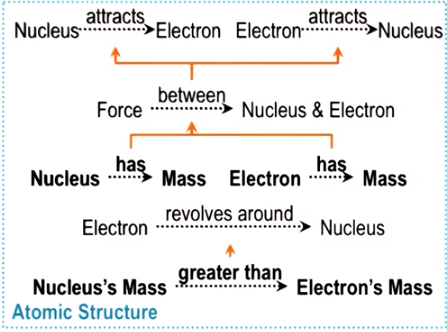 Nucleus attracts Electron Electron attracts Nucleus
Force between Nucleus & Electron
Nucleus has Mass Electron has Mass
Electron revolves around Nucleus
Nucleus's Mass greater than Electron's Mass
Atomic Structure